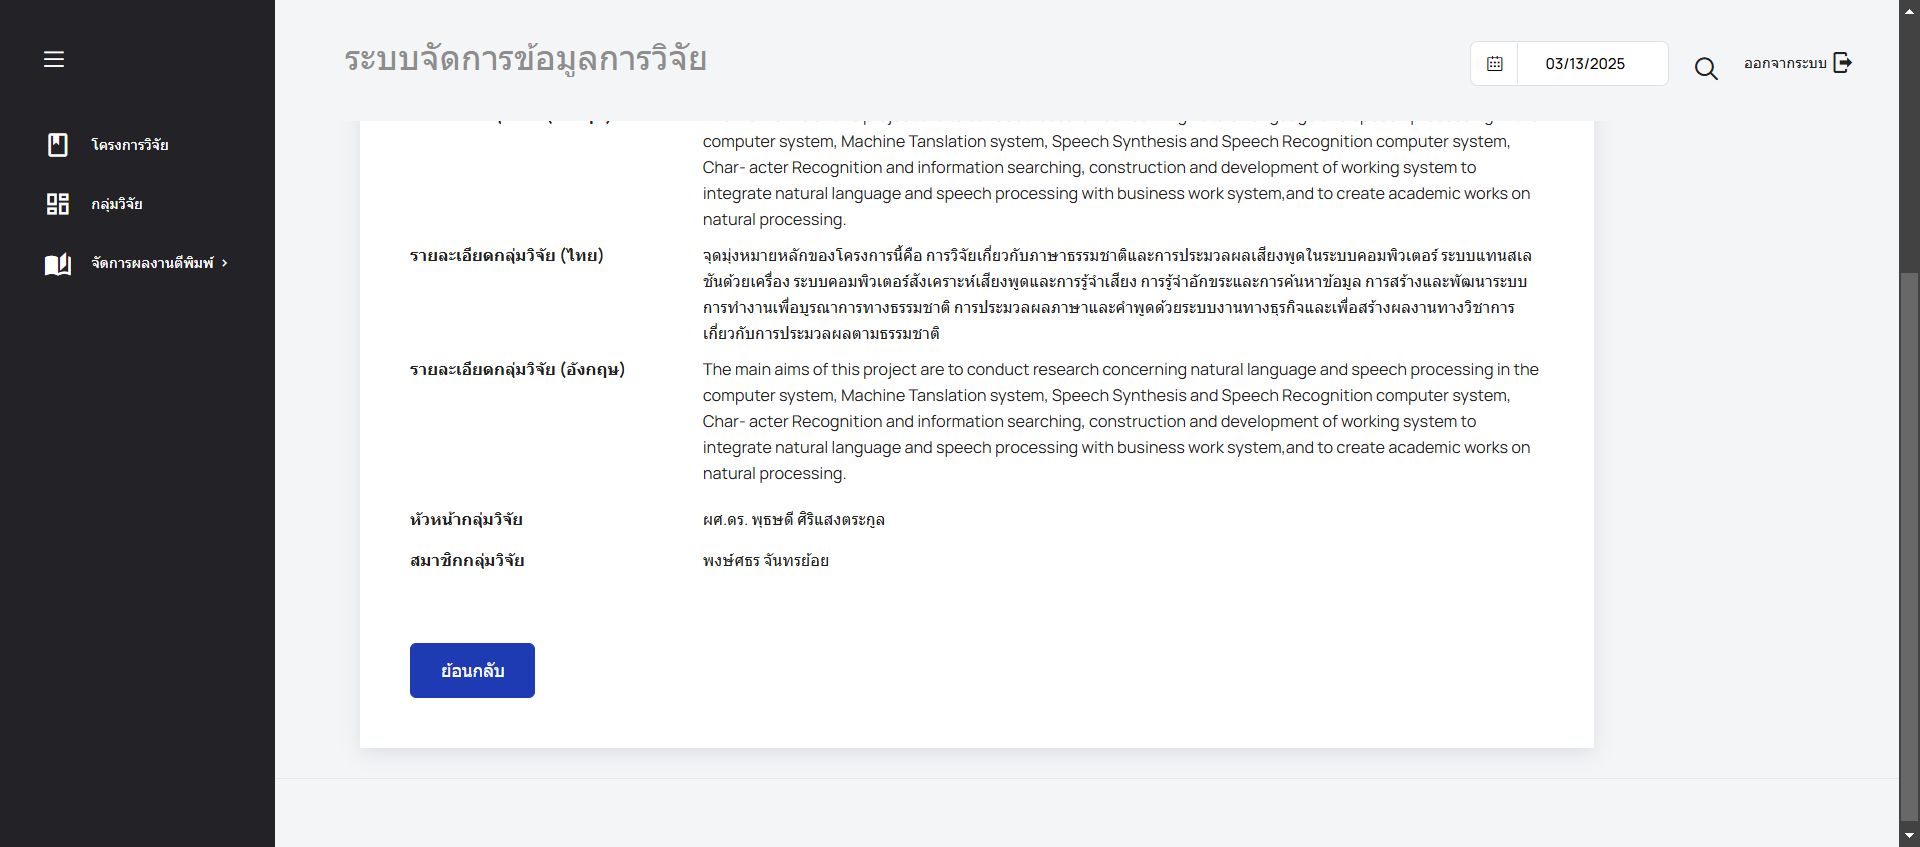 ระบบจัดการข้อมูลการวิจัย
03/13/2025
ออกจากระบบ
โครงการวิจัย
กลุ่มวิจัย
จัดการผลงานตีพิมพ์
computer system, Machine Tanslation system, Speech Synthesis and Speech Recognition computer system,
Char- acter Recognition and information searching, construction and development of working system to
integrate natural language and speech processing with business work system,and to create academic works on
natural processing.
รายละเอียดกลุ่มวิจัย (ไทย)
จุดมุ่งหมายหลักของโครงการนี้คือ การวิจัยเกี่ยวกับภาษาธรรมชาติและการประมวลผลเสียงพูดในระบบคอมพิวเตอร์ ระบบแทนสเล
ชันด้วยเครื่อง ระบบคอมพิวเตอร์สังเคราะห์เสียงพูดและการรู้จำเสียง การรู้จำอักขระและการค้นหาข้อมูล การสร้างและพัฒนาระบบ
การทำงานเพื่อบูรณาการทางธรรมชาติ การประมวลผลภาษาและคำพูดด้วยระบบงานทางธุรกิจและเพื่อสร้างผลงานทางวิชาการ
เกี่ยวกับการประมวลผลตามธรรมชาติ
รายละเอียดกลุ่มวิจัย (อังกฤษ)
The main aims of this project are to conduct research concerning natural language and speech processing in the
computer system, Machine Tanslation system, Speech Synthesis and Speech Recognition computer system,
Char- acter Recognition and information searching, construction and development of working system to
integrate natural language and speech processing with business work system,and to create academic works on
natural processing.
หัวหน้ากลุ่มวิจัย
ผศ.ดร. พุธษดี ศิริแสงตระกูล
สมาชิกกลุ่มวิจัย
พงษ์ศธร จันทรย้อย
ย้อนกลับ